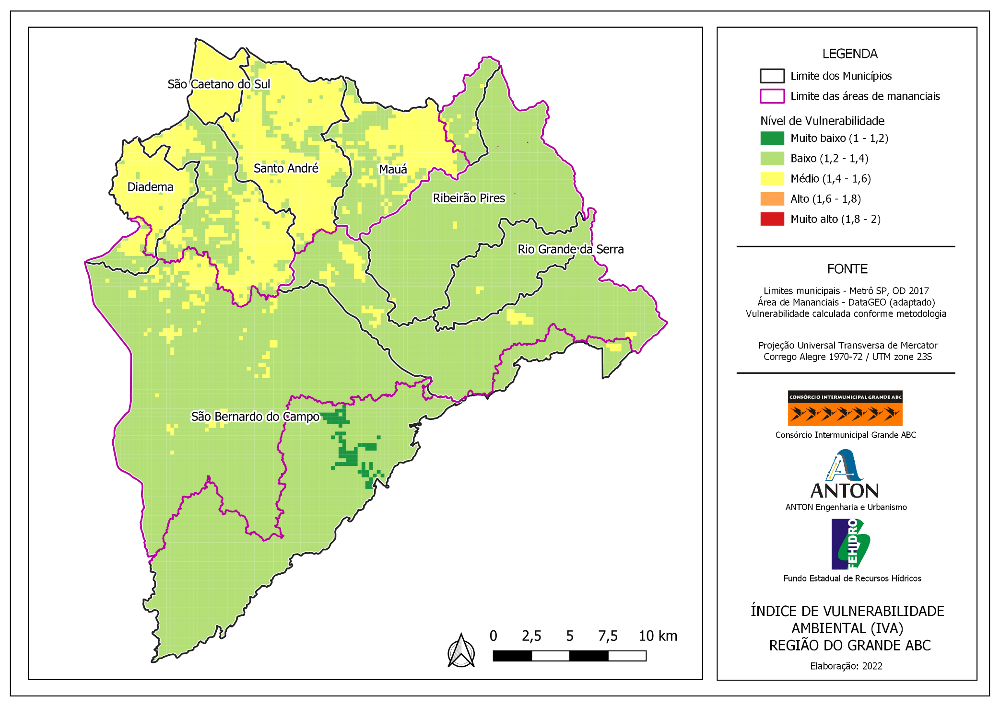 São Caetano do Sul
Santo André
Mauá
Diadema
Ribeirão Pires
Rio Grande da Serra
São Bernardo do Campo
0 2,5 5 7,5 10 km
LEGENDA
Limite dos Municípios
Limite das áreas de mananciais
Nível de Vulnerabilidade
Muito baixo (1 - 1,2)
Baixo (1,2 - 1,4)
Médio (1,4 - 1,6)
Alto (1,6 - 1,8)
Muito alto (1,8 - 2)
FONTE
Limites municipais - Metrô SP, OD 2017
Área de Mananciais - DataGEO (adaptado)
Vulnerabilidade calculada conforme metodologia
Projeção Universal Transversa de Mercator
Corrego Alegre 1970-72 / UTM zone 23S
CONSÓRCIO INTERMUNICIPAL GRANDE ABC
Consórcio Intermunicipal Grande ABC
ANTON
ANTON Engenharia e Urbanismo
FEHIDRO
Fundo Estadual de Recursos Hídricos
ÍNDICE DE VULNERABILIDADE
AMBIENTAL (IVA)
REGIÃO DO GRANDE ABC
Elaboração: 2022